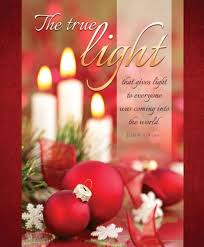 The true
light
that gives light
to everyone
was coming into
the world.